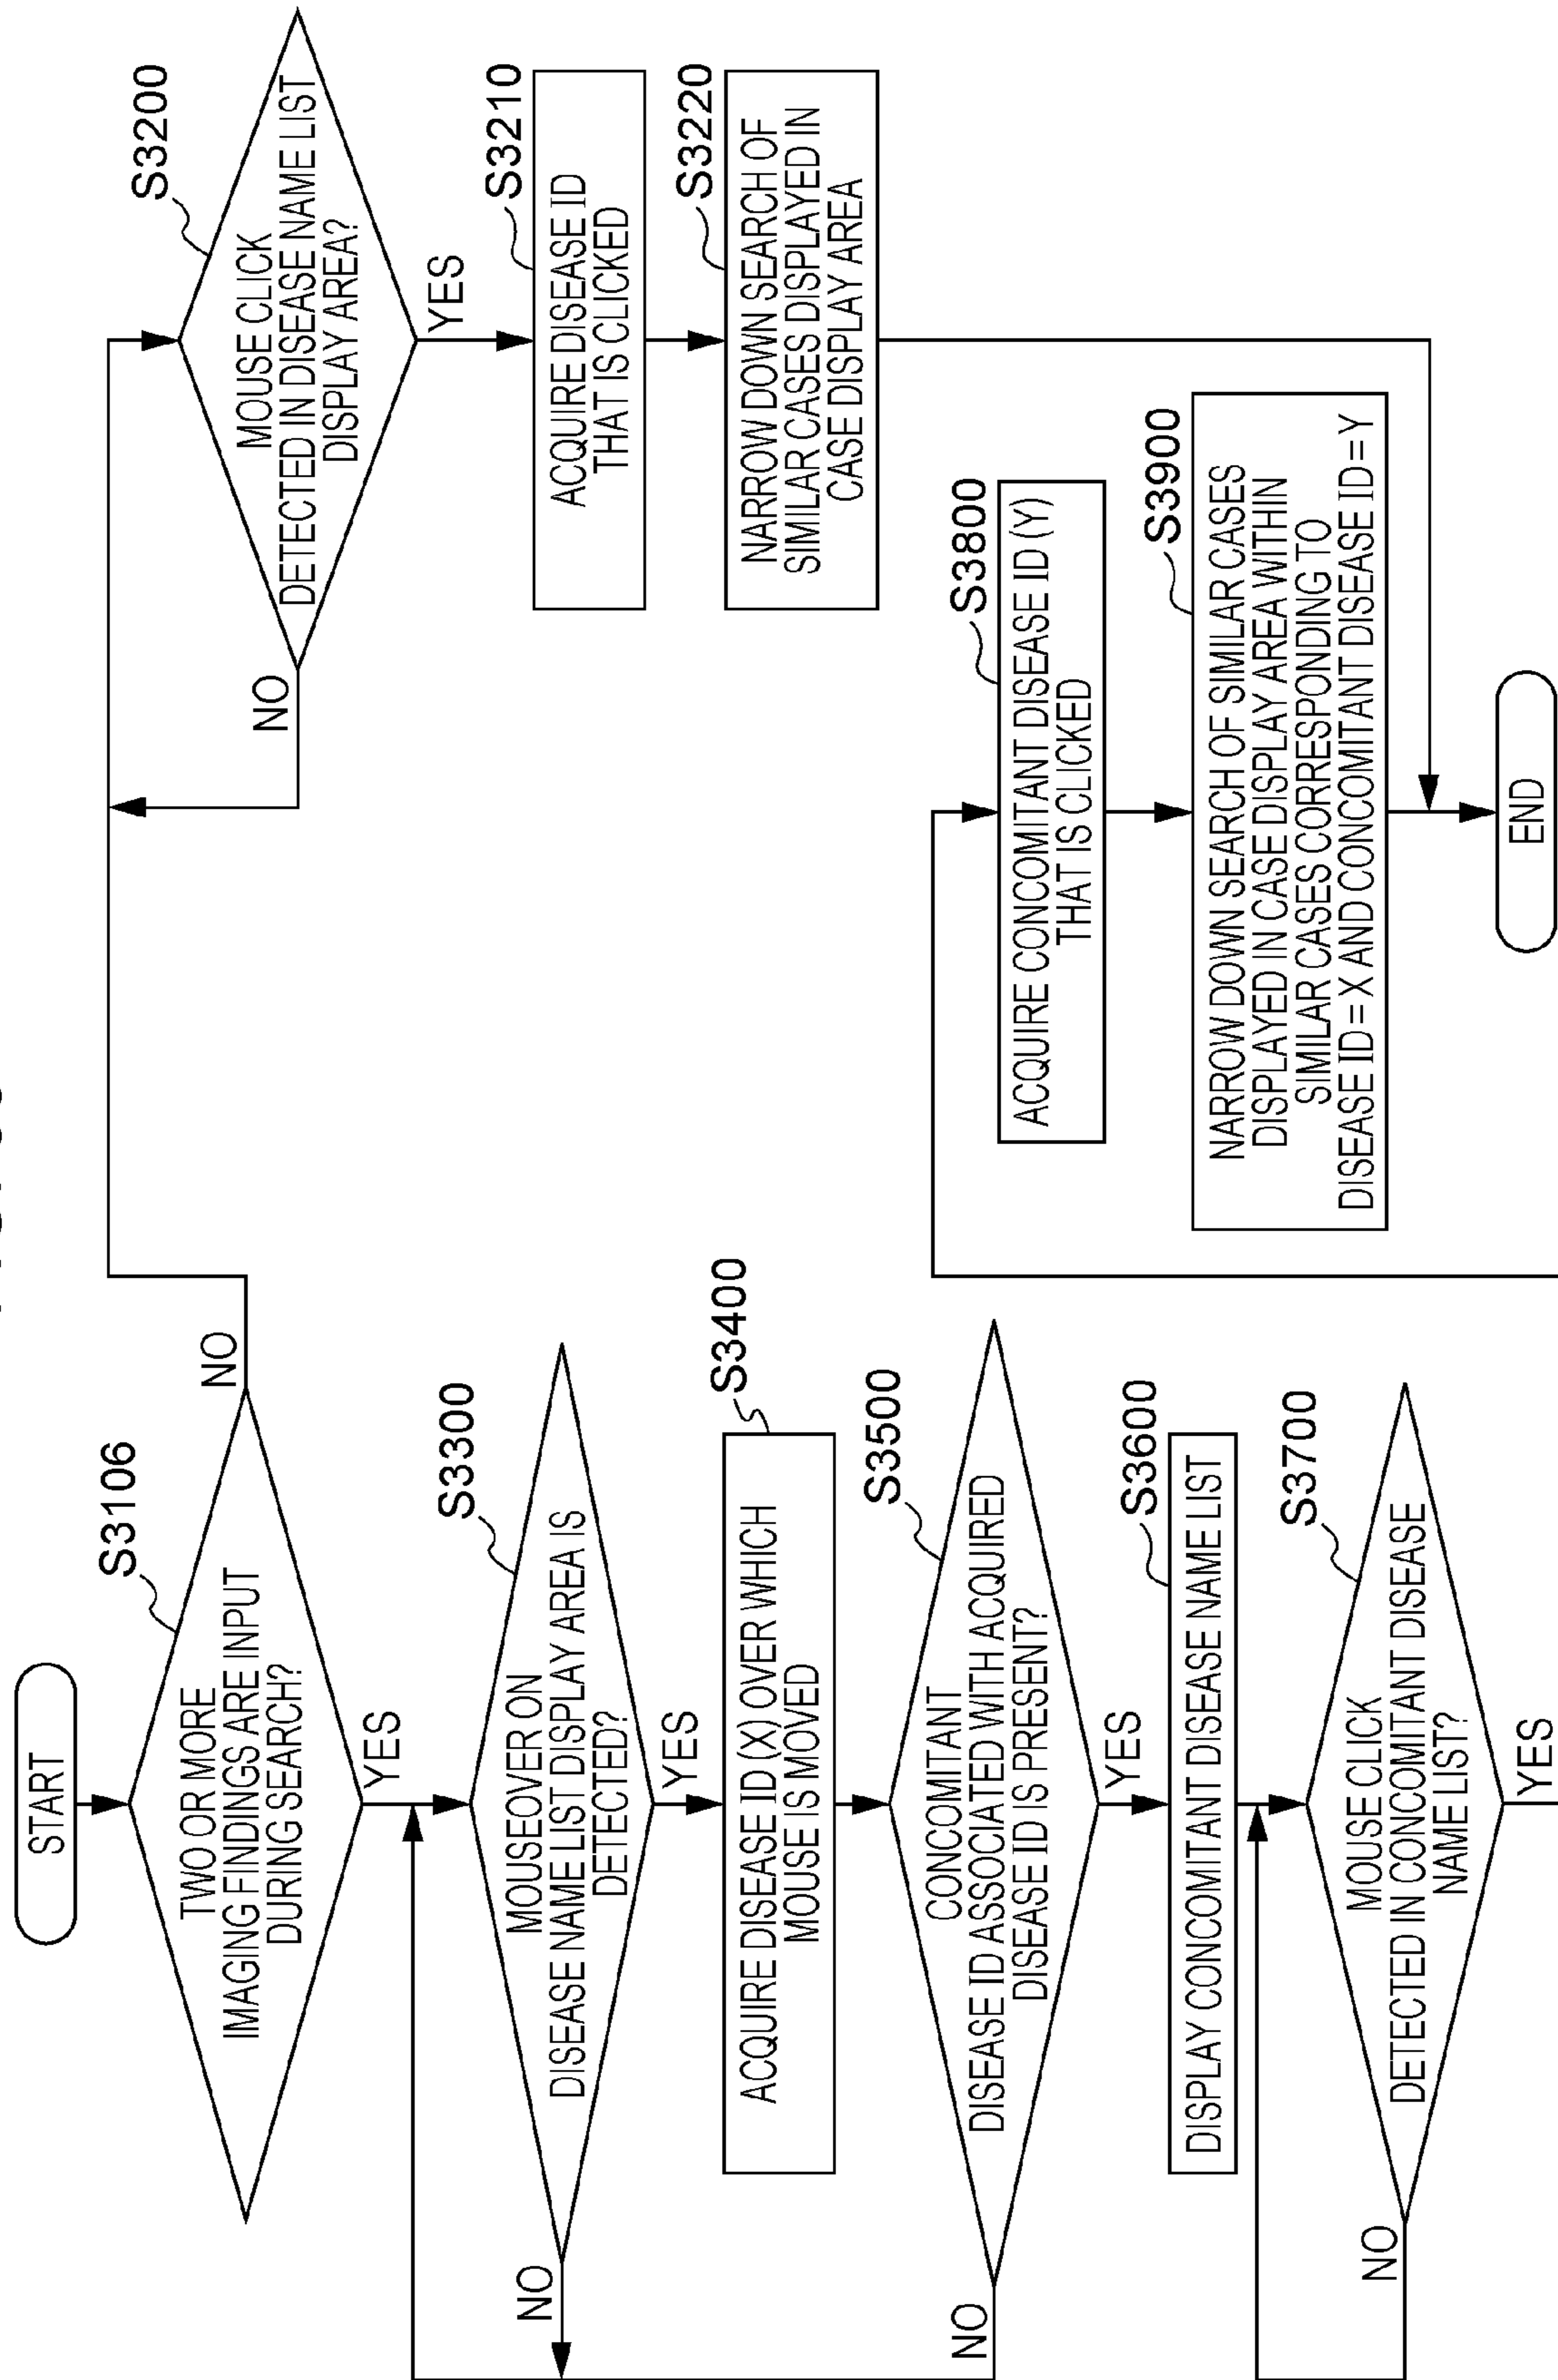 START
S3106
TWO OR MORE
IMAGING FINDINGS ARE INPUT
DURING SEARCH?
NO
YES
S3300
MOUSEOVER ON
DISEASE NAME LIST DISPLAY AREA IS
DETECTED?
NO
YES
S3400
ACQUIRE DISEASE ID (X) OVER WHICH
MOUSE IS MOVED
S3500
CONCOMITANT
DISEASE ID ASSOCIATED WITH ACQUIRED
DISEASE ID IS PRESENT?
NO
YES
S3600
DISPLAY CONCOMITANT DISEASE NAME LIST
S3700
MOUSE CLICK
DETECTED IN CONCOMITANT DISEASE
NAME LIST?
NO
YES
S3200
MOUSE CLICK
DETECTED IN DISEASE NAME LIST
DISPLAY AREA?
NO
YES
S3210
ACQUIRE DISEASE ID
THAT IS CLICKED
S3220
NARROW DOWN SEARCH OF
SIMILAR CASES DISPLAYED IN
CASE DISPLAY AREA
S3800
ACQUIRE CONCOMITANT DISEASE ID (Y)
THAT IS CLICKED
S3900
NARROW DOWN SEARCH OF SIMILAR CASES
DISPLAYED IN CASE DISPLAY AREA WITHIN
SIMILAR CASES CORRESPONDING TO
DISEASE ID = X AND CONCOMITANT DISEASE ID = Y
END